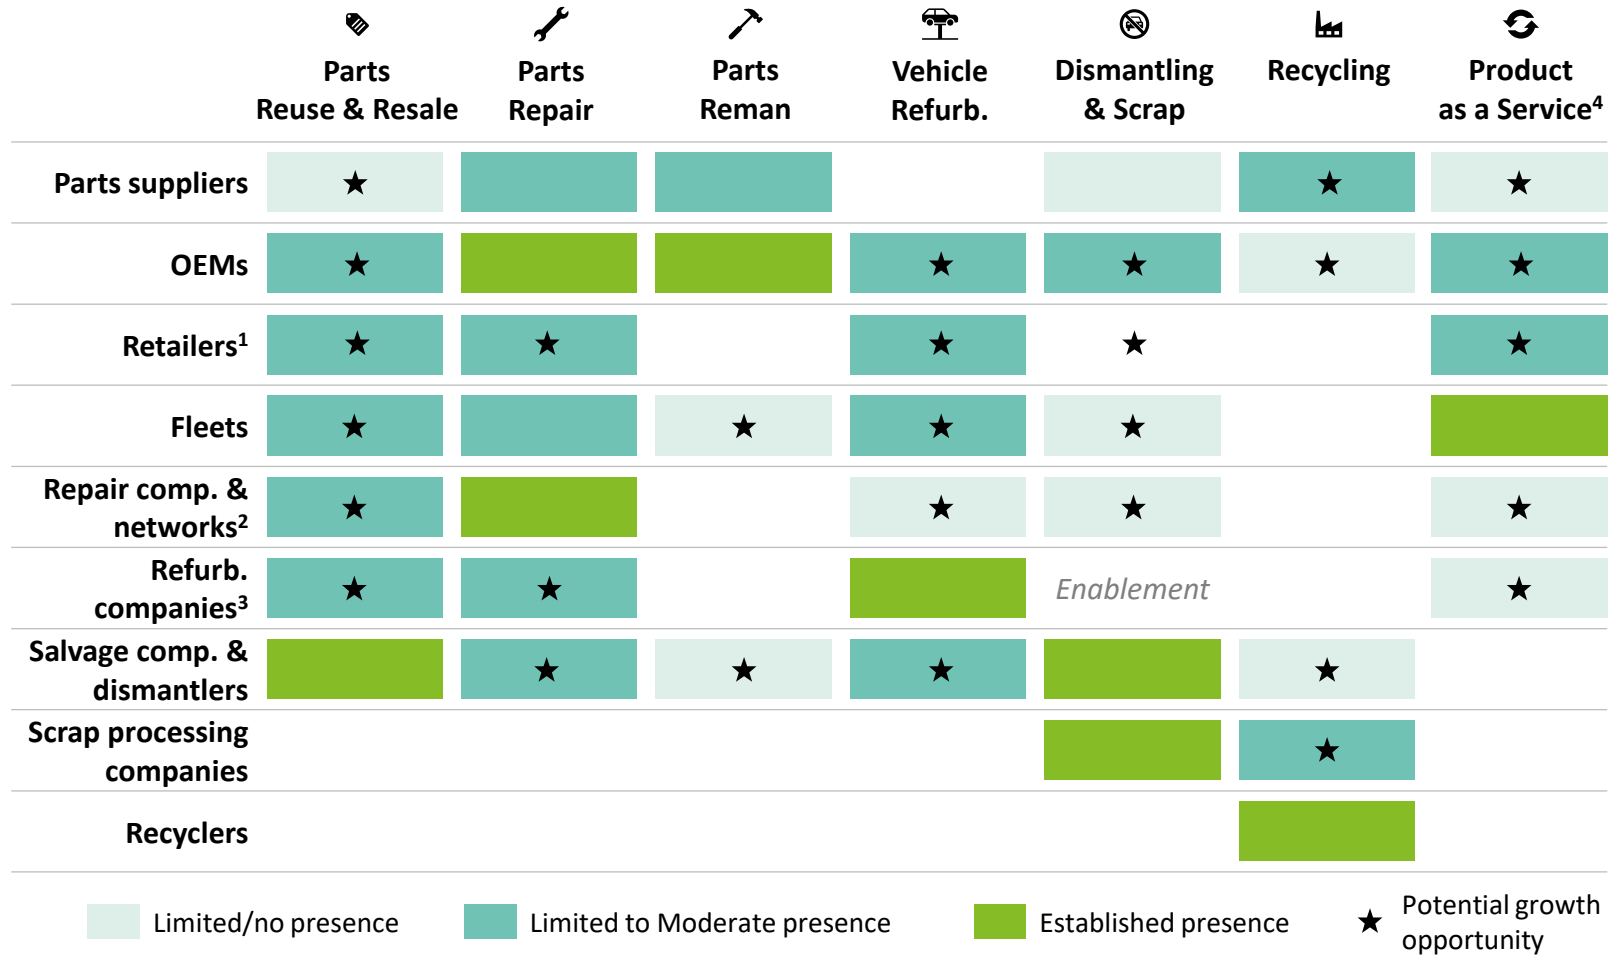 Parts
Reuse & Resale
Parts
Repair
Parts
Reman
Vehicle
Refurb.
Dismantling
& Scrap
Recycling
Product
as a Service4
Parts suppliers
OEMs
Retailers1
Fleets
Repair comp. &
networks2
Refurb.
companies3
Enablement
Salvage comp. &
dismantlers
Scrap processing
companies
Recyclers
Limited/no presence
Limited to Moderate presence
Established presence
Potential growth
opportunity